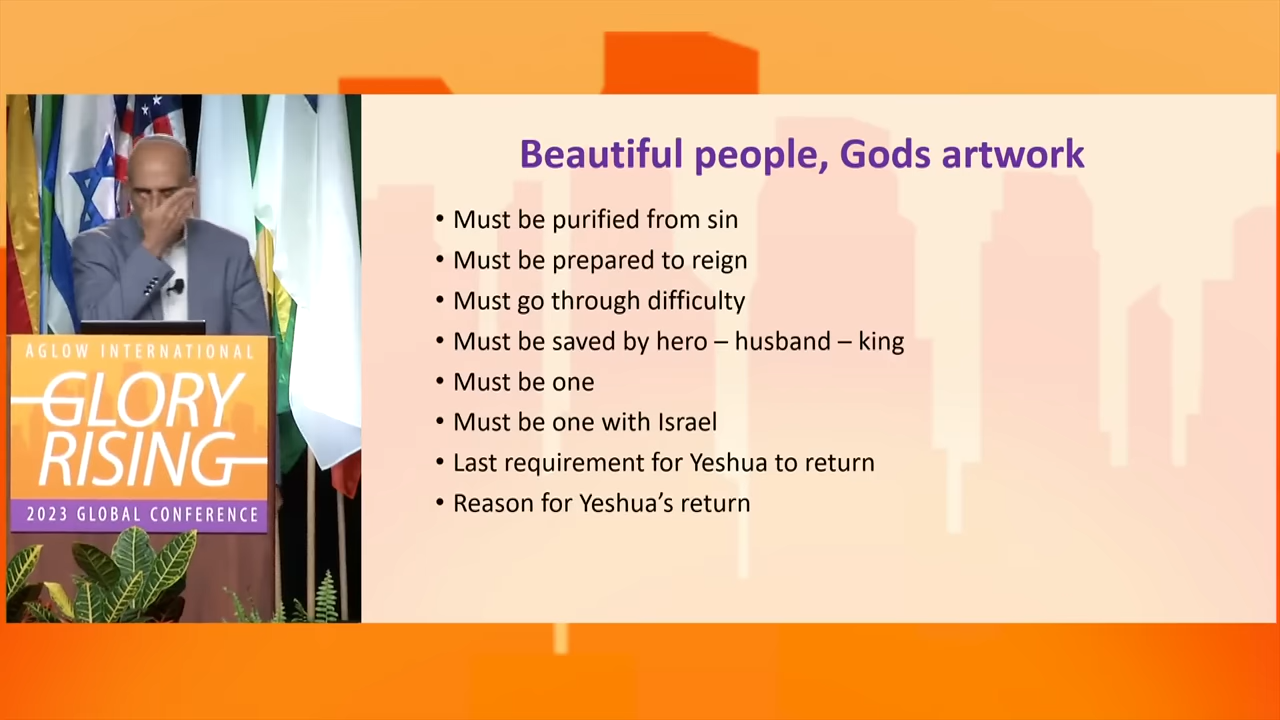 Beautiful people, Gods artwork
• Must be purified from sin
• Must be prepared to reign
• Must go through difficulty
• Must be saved by hero – husband – king
• Must be one
• Must be one with Israel
• Last requirement for Yeshua to return
• Reason for Yeshua’s return
AGLOW INTERNATIONAL
GLORY
RISING
2023 GLOBAL CONFERENCE